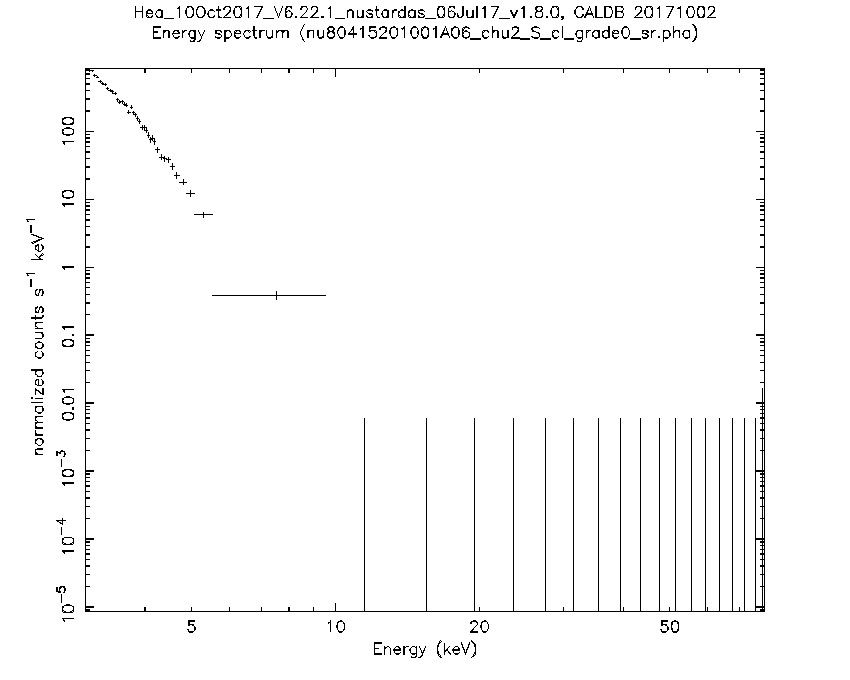 Hea_10Oct2017_V6.22.1_nustardas_06Jul17_v1.8.0, CALDB 20171002
Energy spectrum (nu80415201001A06_chu2_S_cl_grade0_sr.pha)
normalized counts s⁻¹ keV⁻¹
100
10
1
0.1
0.01
10⁻³
10⁻⁴
10⁻⁵
5 10 20 50
Energy (keV)